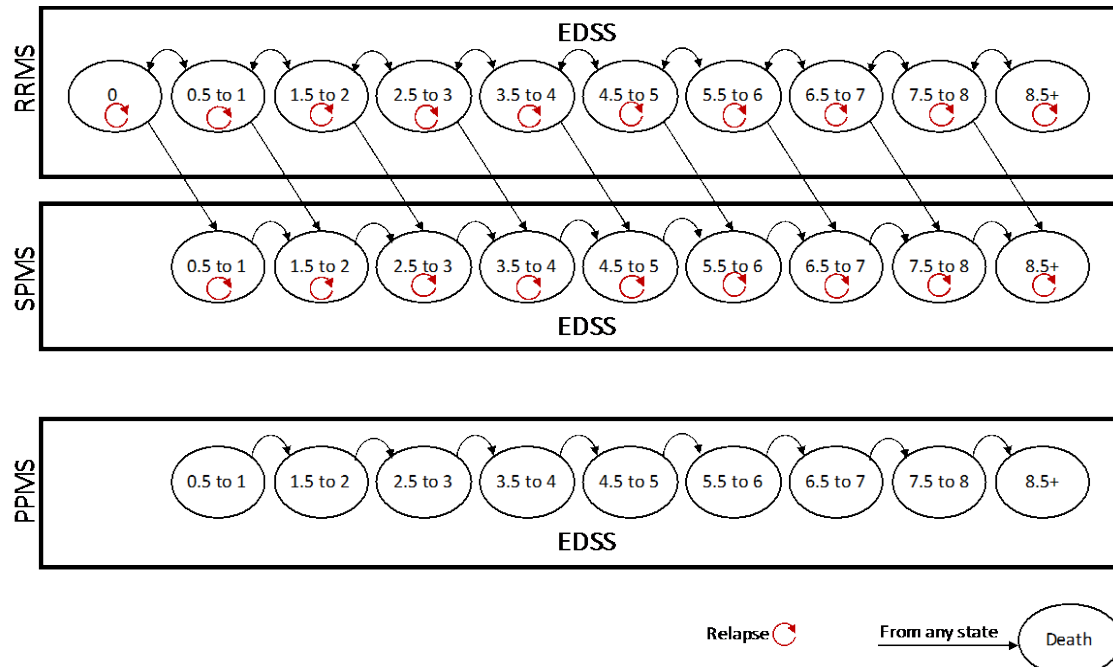 EDSS
RRMS
0
0.5 to 1
1.5 to 2
2.5 to 3
3.5 to 4
4.5 to 5
5.5 to 6
6.5 to 7
7.5 to 8
8.5+
SPMS
0.5 to 1
1.5 to 2
2.5 to 3
3.5 to 4
4.5 to 5
5.5 to 6
6.5 to 7
7.5 to 8
8.5+
EDSS
PPMS
0.5 to 1
1.5 to 2
2.5 to 3
3.5 to 4
4.5 to 5
5.5 to 6
6.5 to 7
7.5 to 8
8.5+
EDSS
Relapse
From any state
Death